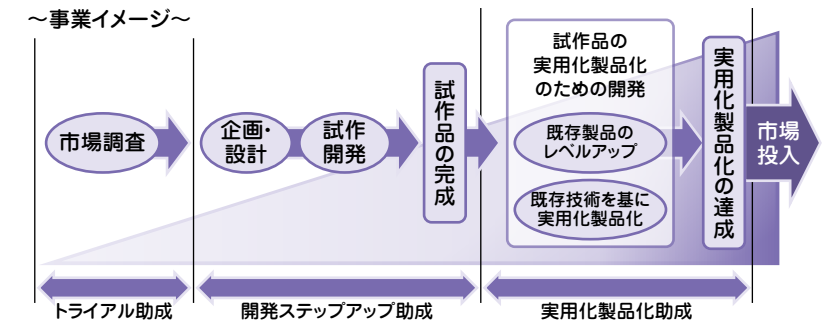 ～事業イメージ～
市場調査
企画・
設計
試作
開発
試作品の完成
試作品の
実用化製品化
のための開発
既存製品の
レベルアップ
既存技術を基に
実用化製品化
実用化製品化の達成
市場
投入
トライアル助成
開発ステップアップ助成
実用化製品化助成